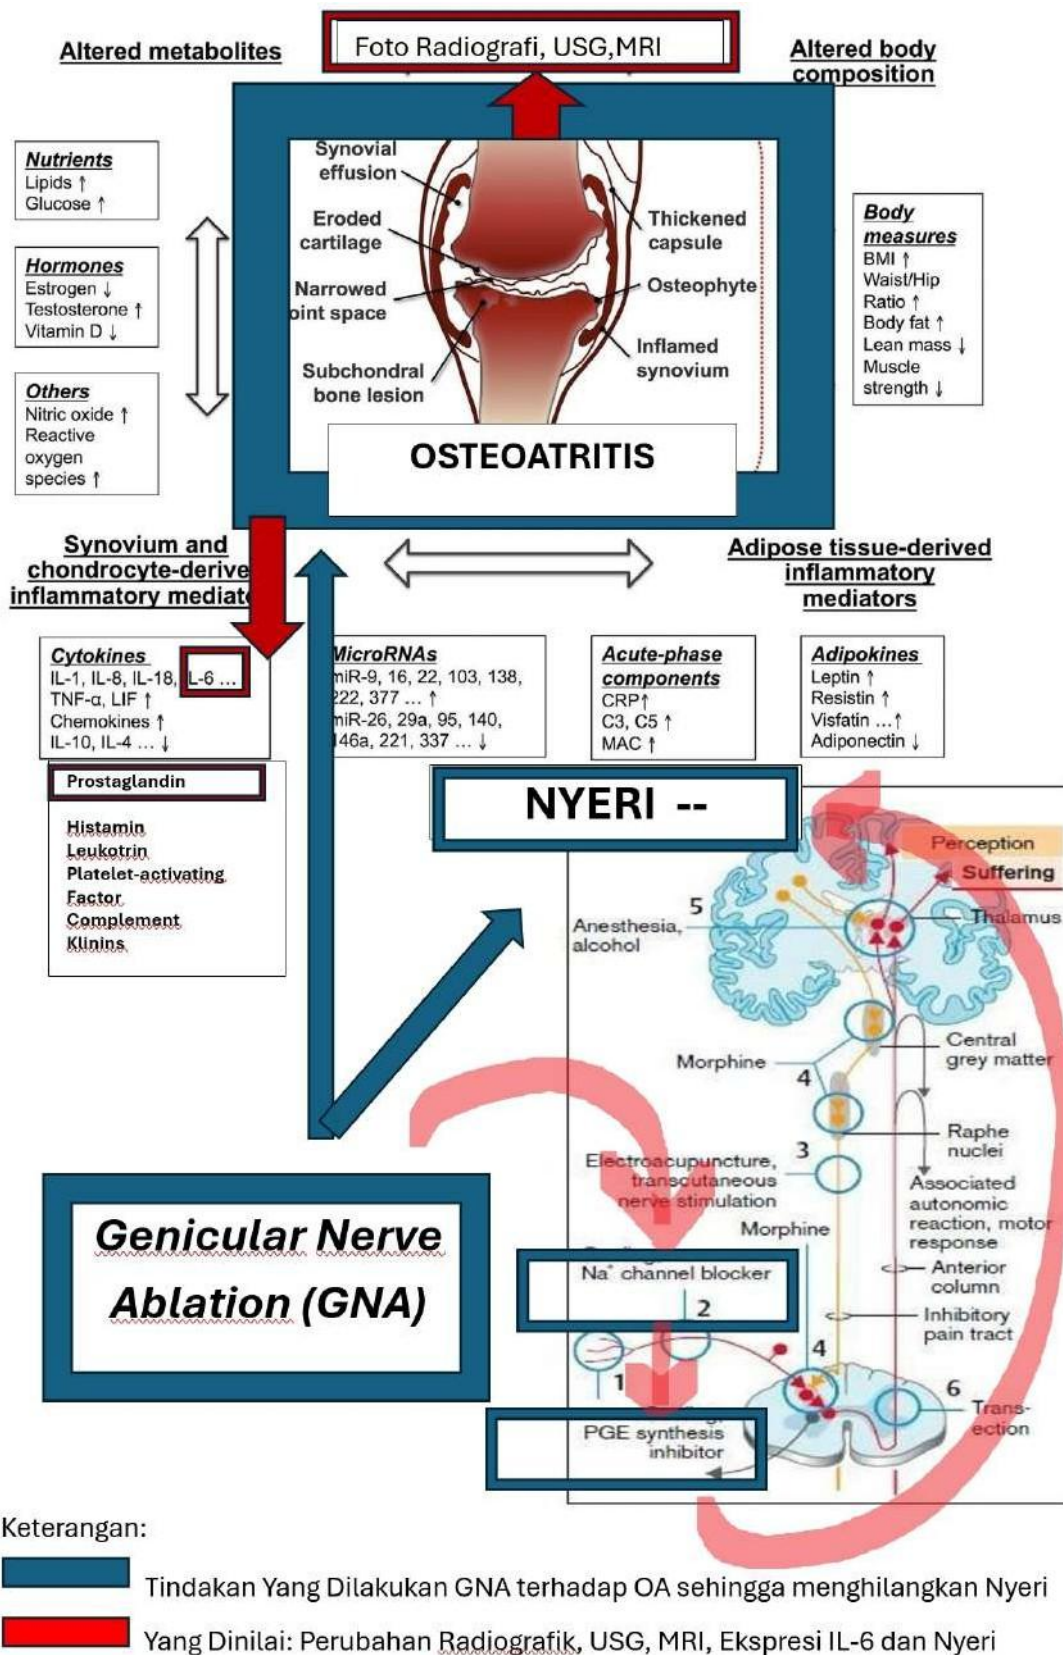 Altered metabolites
Foto Radiografi, USG,MRI
Altered body
composition
Nutrients
Lipids ↑
Glucose ↑
Hormones
Estrogen ↓
Testosterone ↑
Vitamin D ↓
Others
Nitric oxide ↑
Reactive
oxygen
species ↑
Synovial
effusion
Eroded
cartilage
Narrowed
oint space
Subchondral
bone lesion
Thickened
capsule
Osteophyte
Inflamed
synovium
OSTEOATRITIS
Body
measures
BMI ↑
Waist/Hip
Ratio ↑
Body fat ↑
Lean mass ↓
Muscle
strength ↓
Synovium and
chondrocyte-derive
inflammatory mediat
Adipose tissue-derived
inflammatory
mediators
Cytokines
IL-1, IL-8, IL-18, IL-6 ...
TNF-α, LIF ↑
Chemokines ↑
IL-10, IL-4 ... ↓
MicroRNAs
miR-9, 16, 22, 103, 138,
222, 377 ... ↑
miR-26, 29a, 95, 140,
146a, 221, 337 ... ↓
Acute-phase
components
CRP↑
C3, C5 ↑
MAC ↑
Adipokines
Leptin ↑
Resistin ↑
Visfatin ...↑
Adiponectin ↓
Prostaglandin
Histamin
Leukotrin
Platelet-activating
Factor
Complement
Klinins
NYERI --
Perception
Suffering
5
Anesthesia,
alcohol
Thalamus
Central
grey matter
Morphine
4
Raphe
nuclei
3
Electroacupuncture,
transcutaneous
nerve stimulation
Associated
autonomic
reaction, motor
response
Morphine
Anterior
column
Na⁺ channel blocker
2
Inhibitory
pain tract
4
1
6
Trans-
ection
PGE synthesis
inhibitor
Genicular Nerve
Ablation (GNA)
Keterangan:
Tindakan Yang Dilakukan GNA terhadap OA sehingga menghilangkan Nyeri
Yang Dinilai: Perubahan Radiografik, USG, MRI, Ekspresi IL-6 dan Nyeri